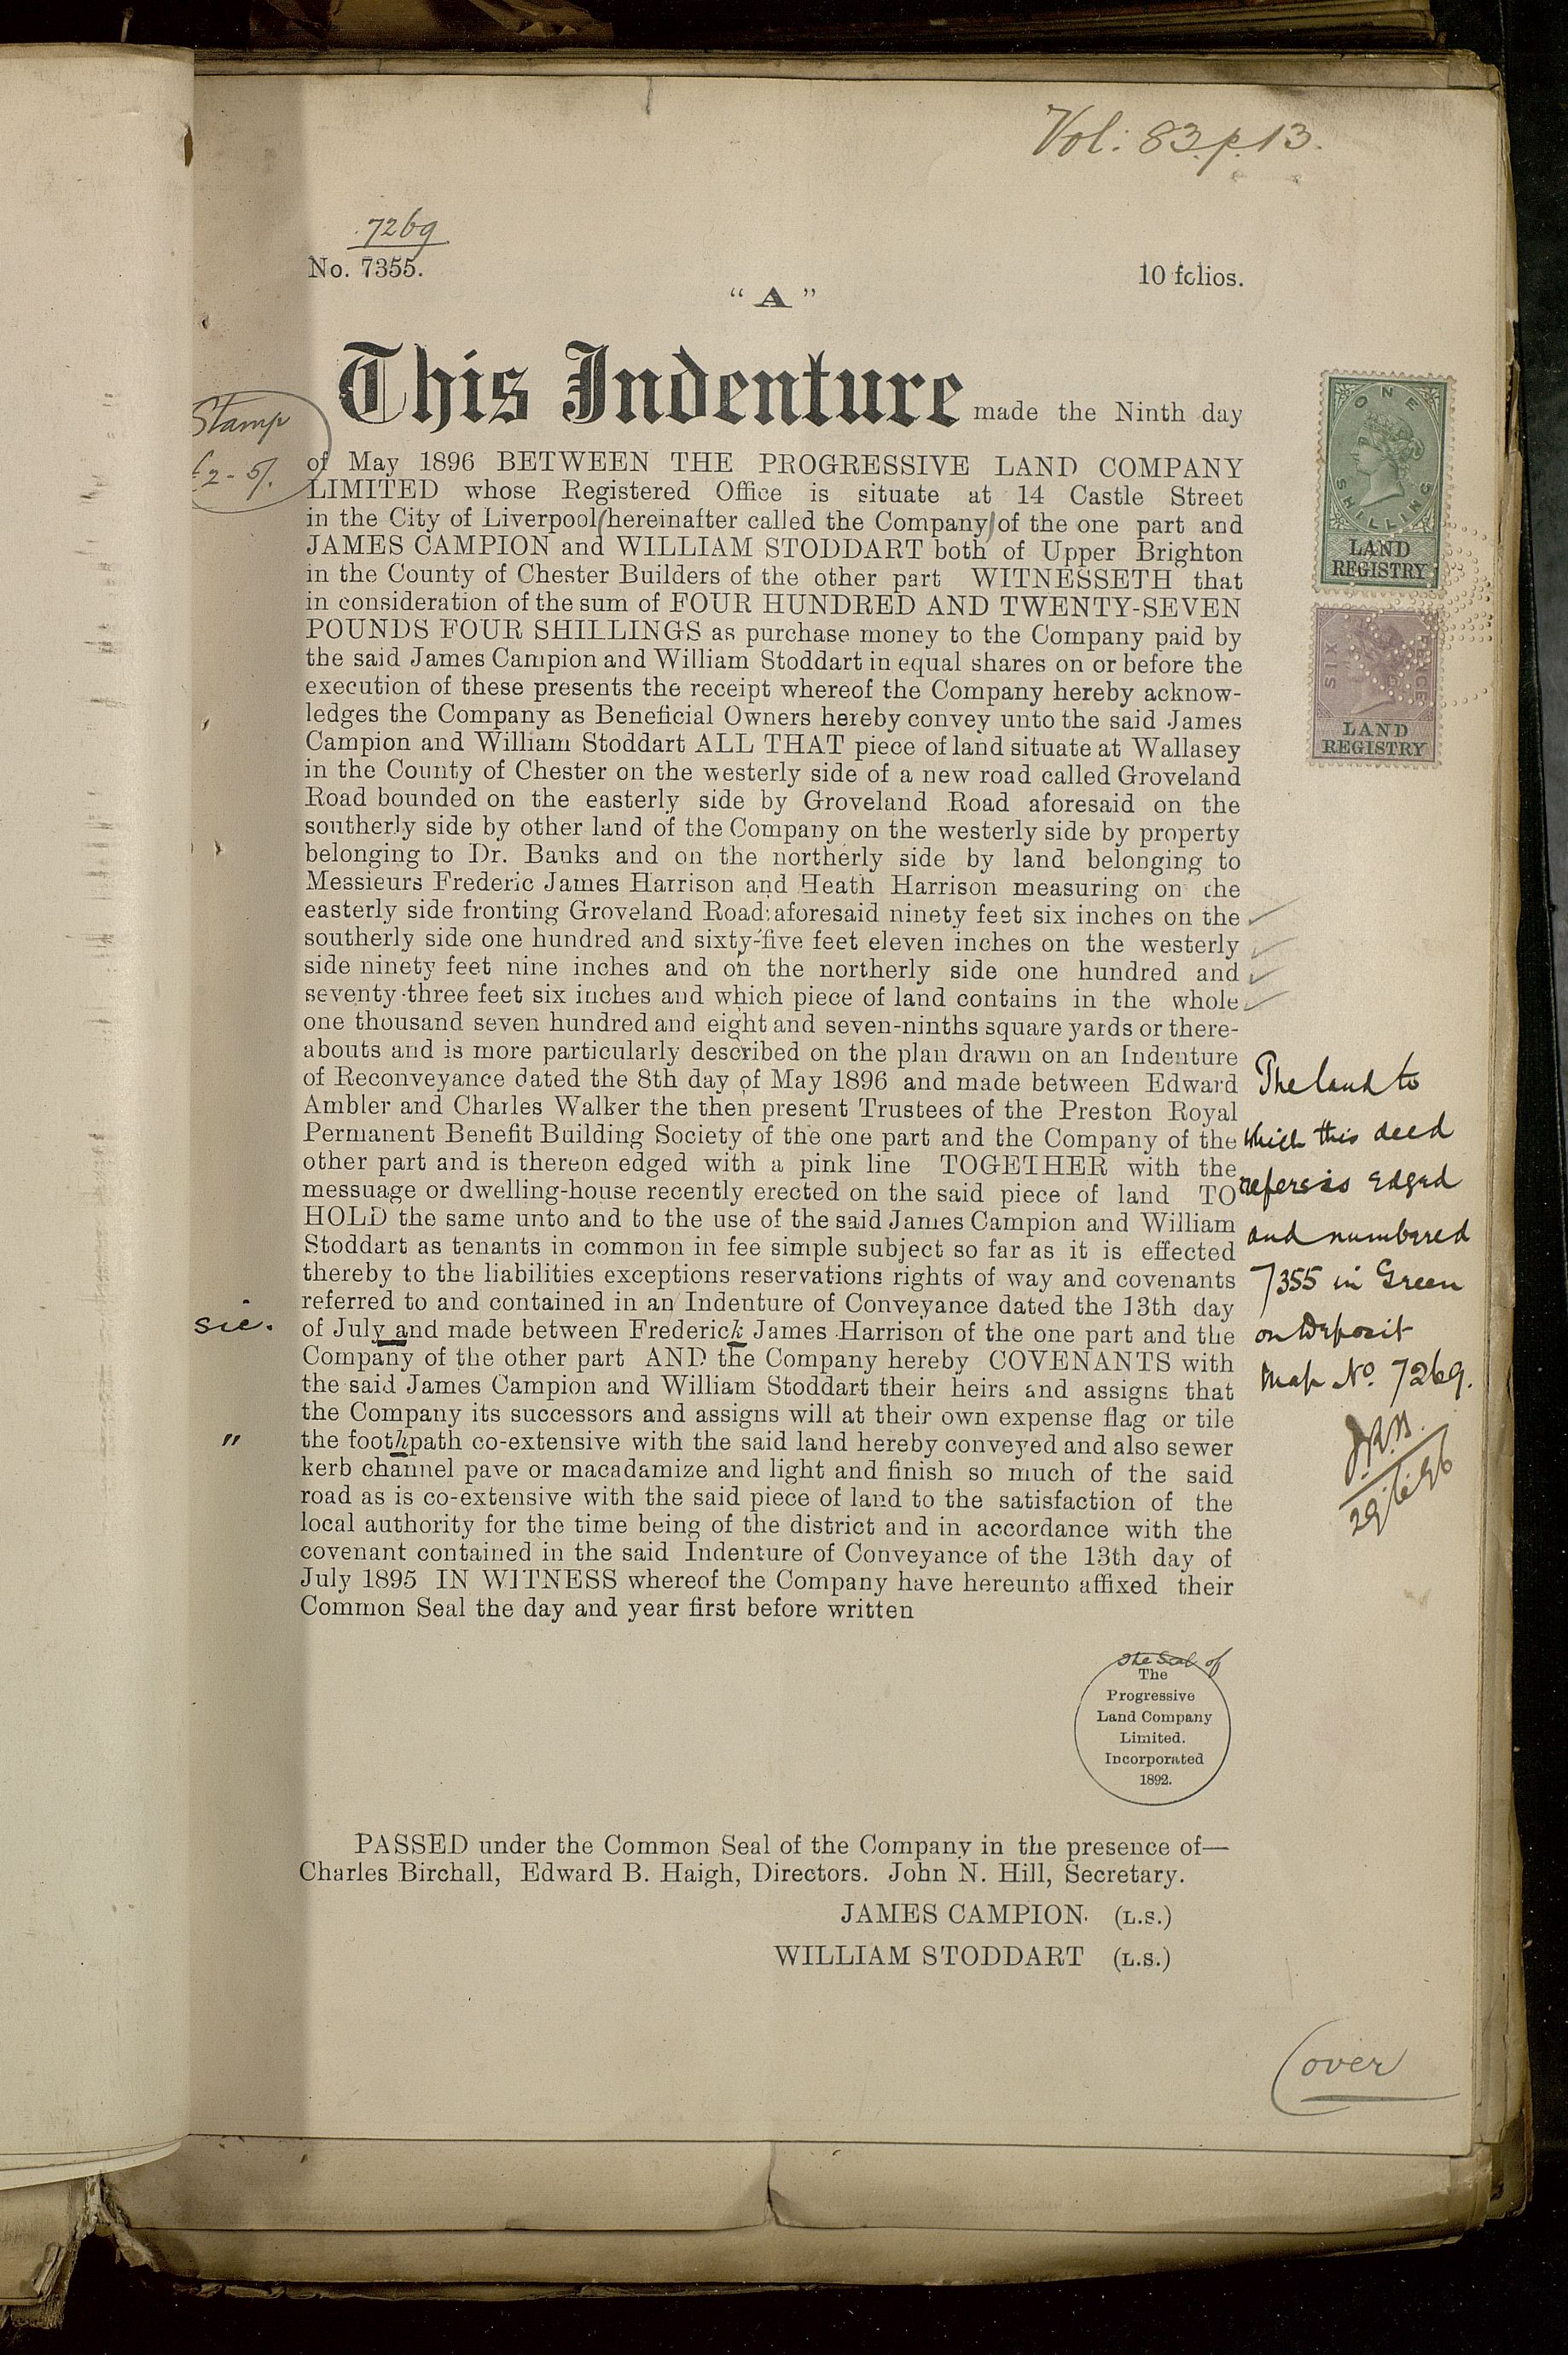 Vol: 83. p. 13.
7269
No. 7355.
10 folios.
“ A ”
This Indenture made the Ninth day
Stamp
£2 - 5/.
of May 1896 BETWEEN THE PROGRESSIVE LAND COMPANY
LIMITED whose Registered Office is situate at 14 Castle Street
in the City of Liverpool (hereinafter called the Company) of the one part and
JAMES CAMPION and WILLIAM STODDART both of Upper Brighton
in the County of Chester Builders of the other part WITNESSETH that
in consideration of the sum of FOUR HUNDRED AND TWENTY-SEVEN
POUNDS FOUR SHILLINGS as purchase money to the Company paid by
the said James Campion and William Stoddart in equal shares on or before the
execution of these presents the receipt whereof the Company hereby acknow-
ledges the Company as Beneficial Owners hereby convey unto the said James
Campion and William Stoddart ALL THAT piece of land situate at Wallasey
in the County of Chester on the westerly side of a new road called Groveland
Road bounded on the easterly side by Groveland Road aforesaid on the
southerly side by other land of the Company on the westerly side by property
belonging to Dr. Banks and on the northerly side by land belonging to
Messieurs Frederic James Harrison and Heath Harrison measuring on the
easterly side fronting Groveland Road aforesaid ninety feet six inches on the
southerly side one hundred and sixty-five feet eleven inches on the westerly
side ninety feet nine inches and on the northerly side one hundred and
seventy-three feet six inches and which piece of land contains in the whole
one thousand seven hundred and eight and seven-ninths square yards or there-
abouts and is more particularly described on the plan drawn on an Indenture
of Reconveyance dated the 8th day of May 1896 and made between Edward
Ambler and Charles Walker the then present Trustees of the Preston Royal
Permanent Benefit Building Society of the one part and the Company of the
other part and is thereon edged with a pink line TOGETHER with the
messuage or dwelling-house recently erected on the said piece of land TO
HOLD the same unto and to the use of the said James Campion and William
Stoddart as tenants in common in fee simple subject so far as it is effected
thereby to the liabilities exceptions reservations rights of way and covenants
referred to and contained in an Indenture of Conveyance dated the 13th day
sic.
of July and made between Frederick James Harrison of the one part and the
Company of the other part AND the Company hereby COVENANTS with
the said James Campion and William Stoddart their heirs and assigns that
the Company its successors and assigns will at their own expense flag or tile
"
the foothpath co-extensive with the said land hereby conveyed and also sewer
kerb channel pave or macadamize and light and finish so much of the said
road as is co-extensive with the said piece of land to the satisfaction of the
local authority for the time being of the district and in accordance with the
covenant contained in the said Indenture of Conveyance of the 13th day of
July 1895 IN WITNESS whereof the Company have hereunto affixed their
Common Seal the day and year first before written
The land to
which this deed
refers is Edged
and numbered
7355 in Green
on Deposit
Map No. 7269.
29/6/96
ONE
SHILLING
LAND
REGISTRY
SIX
PENCE
LAND
REGISTRY
The Seal of
The
Progressive
Land Company
Limited.
Incorporated
1892.
PASSED under the Common Seal of the Company in the presence of—
Charles Birchall, Edward B. Haigh, Directors. John N. Hill, Secretary.
JAMES CAMPION. (L.S.)
WILLIAM STODDART (L.S.)
(over